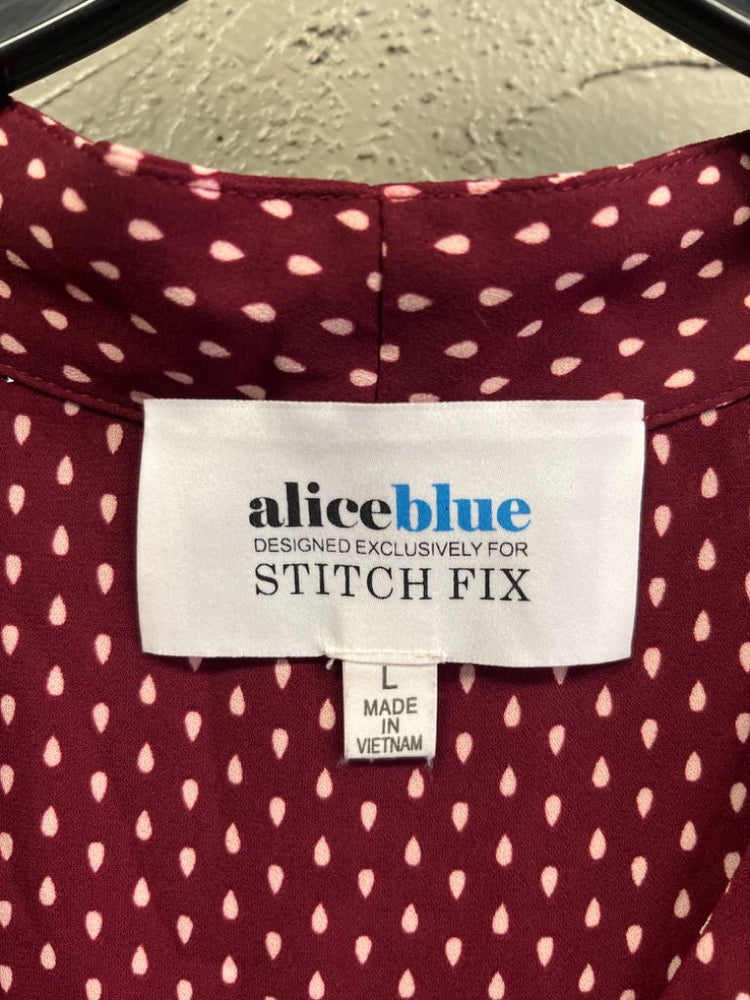 aliceblue
DESIGNED EXCLUSIVELY FOR
STITCH FIX
L
MADE
IN
VIETNAM